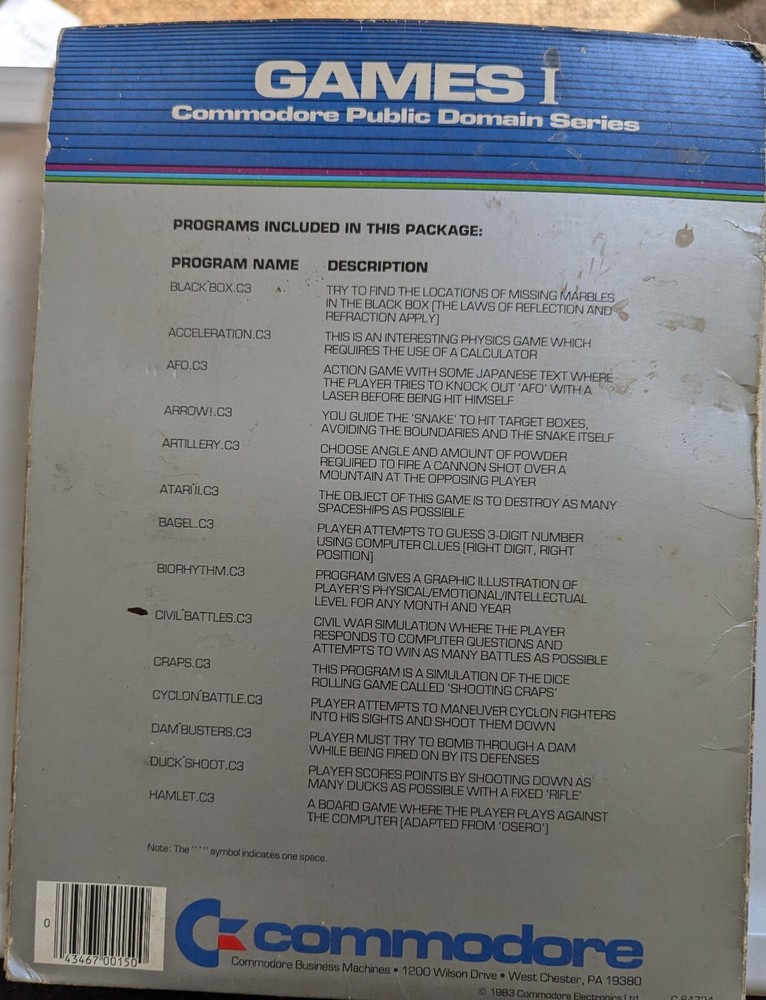 GAMES I
Commodore Public Domain Series
PROGRAMS INCLUDED IN THIS PACKAGE:
PROGRAM NAME DESCRIPTION
BLACK^BOX.C3 TRY TO FIND THE LOCATIONS OF MISSING MARBLES
IN THE BLACK BOX (THE LAWS OF REFLECTION AND
REFRACTION APPLY)
ACCELERATION.C3 THIS IS AN INTERESTING PHYSICS GAME WHICH
REQUIRES THE USE OF A CALCULATOR
AFO.C3 ACTION GAME WITH SOME JAPANESE TEXT WHERE
THE PLAYER TRIES TO KNOCK OUT 'AFO' WITH A
LASER BEFORE BEING HIT HIMSELF
ARROW!.C3 YOU GUIDE THE 'SNAKE' TO HIT TARGET BOXES,
AVOIDING THE BOUNDARIES AND THE SNAKE ITSELF
ARTILLERY.C3 CHOOSE ANGLE AND AMOUNT OF POWDER
REQUIRED TO FIRE A CANNON SHOT OVER A
MOUNTAIN AT THE OPPOSING PLAYER
ATARI^II.C3 THE OBJECT OF THIS GAME IS TO DESTROY AS MANY
SPACESHIPS AS POSSIBLE
BAGEL.C3 PLAYER ATTEMPTS TO GUESS 3-DIGIT NUMBER
USING COMPUTER CLUES (RIGHT DIGIT, RIGHT
POSITION)
BIORHYTHM.C3 PROGRAM GIVES A GRAPHIC ILLUSTRATION OF
PLAYER'S PHYSICAL/EMOTIONAL/INTELLECTUAL
LEVEL FOR ANY MONTH AND YEAR
CIVIL^BATTLES.C3 CIVIL WAR SIMULATION WHERE THE PLAYER
RESPONDS TO COMPUTER QUESTIONS AND
ATTEMPTS TO WIN AS MANY BATTLES AS POSSIBLE
CRAPS.C3 THIS PROGRAM IS A SIMULATION OF THE DICE
ROLLING GAME CALLED 'SHOOTING CRAPS'
CYCLON^BATTLE.C3 PLAYER ATTEMPTS TO MANEUVER CYCLON FIGHTERS
INTO HIS SIGHTS AND SHOOT THEM DOWN
DAM^BUSTERS.C3 PLAYER MUST TRY TO BOMB THROUGH A DAM
WHILE BEING FIRED ON BY ITS DEFENSES
DUCK^SHOOT.C3 PLAYER SCORES POINTS BY SHOOTING DOWN AS
MANY DUCKS AS POSSIBLE WITH A FIXED 'RIFLE'
HAMLET.C3 A BOARD GAME WHERE THE PLAYER PLAYS AGAINST
THE COMPUTER (ADAPTED FROM 'OSERO')
Note: The "^" symbol indicates one space.
0 43467 00150
commodore
Commodore Business Machines • 1200 Wilson Drive • West Chester, PA 19380
© 1983 Commodore Electronics Ltd.